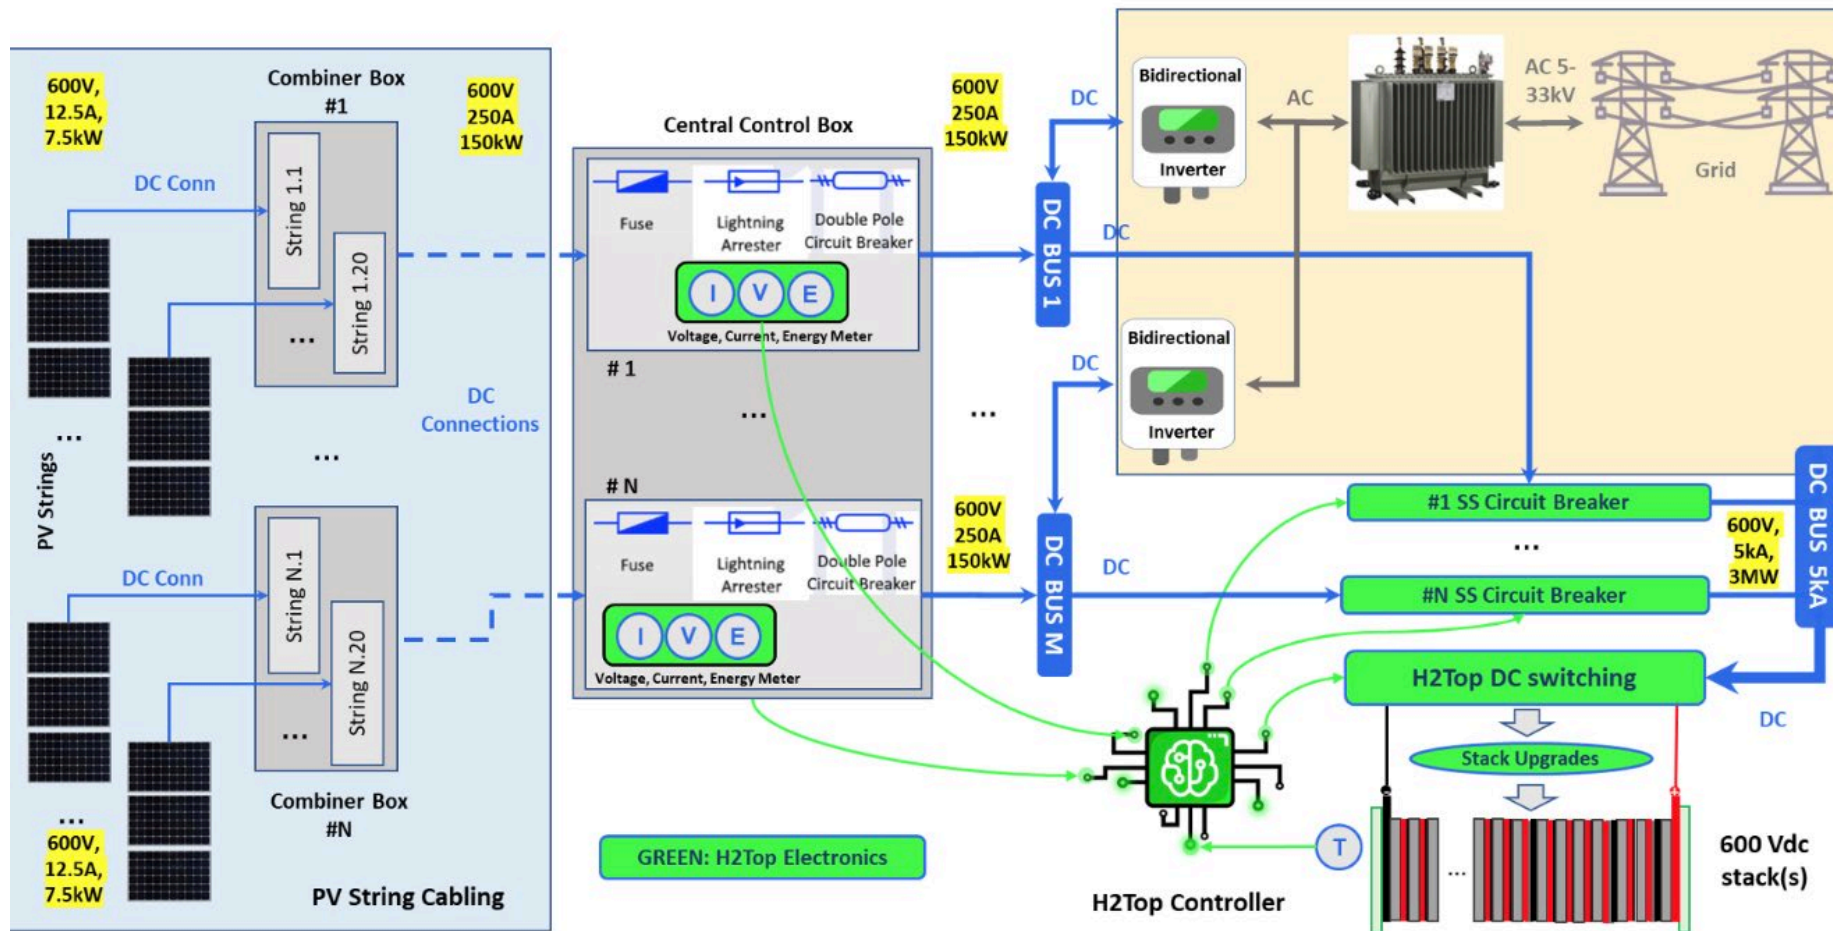 600V,
12.5A,
7.5kW
Combiner Box
#1
600V
250A
150kW
DC Conn
String 1.1
String 1.20
...
...
PV Strings
DC
Connections
...
DC Conn
String N.1
String N.20
...
...
Combiner Box
#N
600V,
12.5A,
7.5kW
PV String Cabling
Central Control Box
Fuse
Lightning
Arrester
Double Pole
Circuit Breaker
I
V
E
Voltage, Current, Energy Meter
# 1
...
# N
Fuse
Lightning
Arrester
Double Pole
Circuit Breaker
I
V
E
Voltage, Current, Energy Meter
GREEN: H2Top Electronics
600V
250A
150kW
...
600V
250A
150kW
DC
DC BUS 1
DC
DC
DC BUS M
DC
Bidirectional
Inverter
AC
AC 5-
33kV
Grid
Bidirectional
Inverter
#1 SS Circuit Breaker
...
#N SS Circuit Breaker
600V,
5kA,
3MW
DC BUS 5kA
H2Top DC switching
DC
Stack Upgrades
T
...
600 Vdc
stack(s)
H2Top Controller